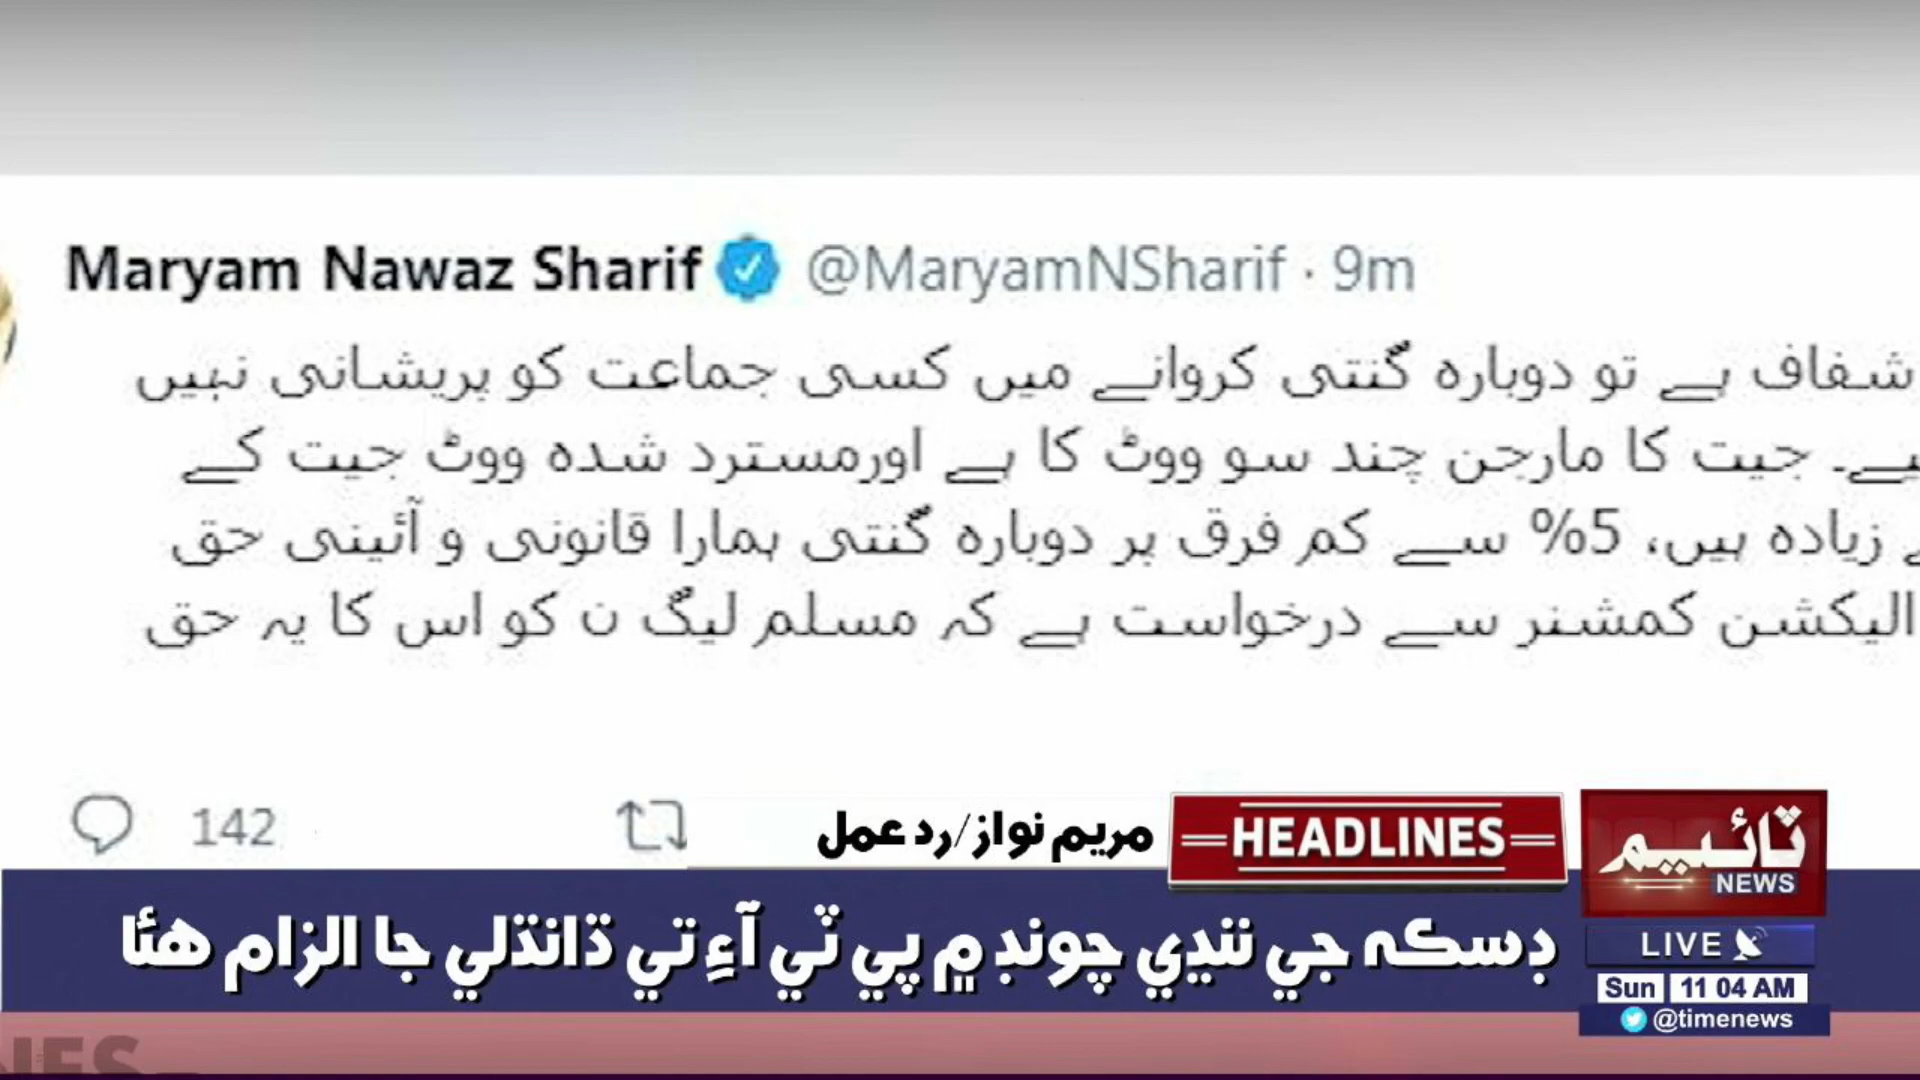 Maryam Nawaz Sharif @MaryamNSharif · 9m
شفاف ہے تو دوبارہ گنتی کروانے میں کسی جماعت کو پریشانی نہیں
جیت کا مارجن چند سو ووٹ کا ہے اورمسترد شدہ ووٹ جیت کے
زیادہ ہیں، 5% سے کم فرق پر دوبارہ گنتی ہمارا قانونی و آئینی حق
الیکشن کمشنر سے درخواست ہے کہ مسلم لیگ ن کو اس کا یہ حق
142
مريم نواز/رد عمل
HEADLINES
ٽائيم
NEWS
ڊسڪہ جي ننڍي چونڊ ۾ پي ٽي آءِ تي ڌانڌلي جا الزام هئا
LIVE
Sun 11 04 AM
@timenews